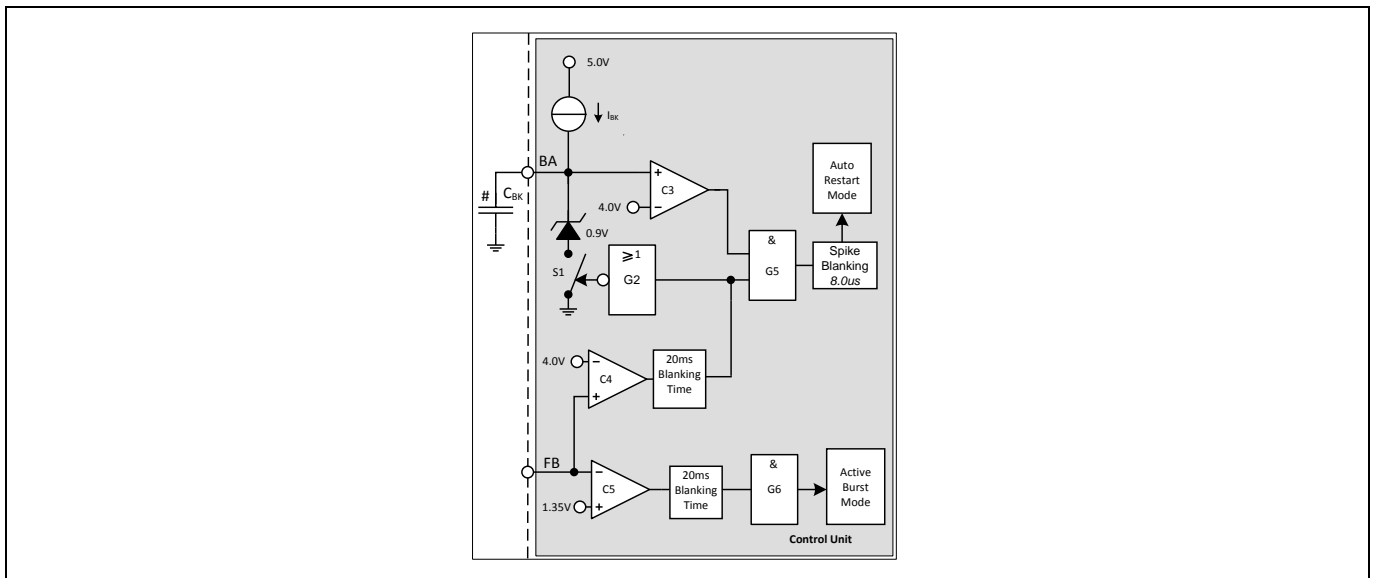 5.0V
I_BK
BA
# C_BK
+
C3
4.0V
−
0.9V
Auto
Restart
Mode
&
G5
Spike
Blanking
8.0us
S1
≥1
G2
4.0V
−
C4
+
20ms
Blanking
Time
FB
−
C5
1.35V
+
20ms
Blanking
Time
&
G6
Active
Burst
Mode
Control Unit